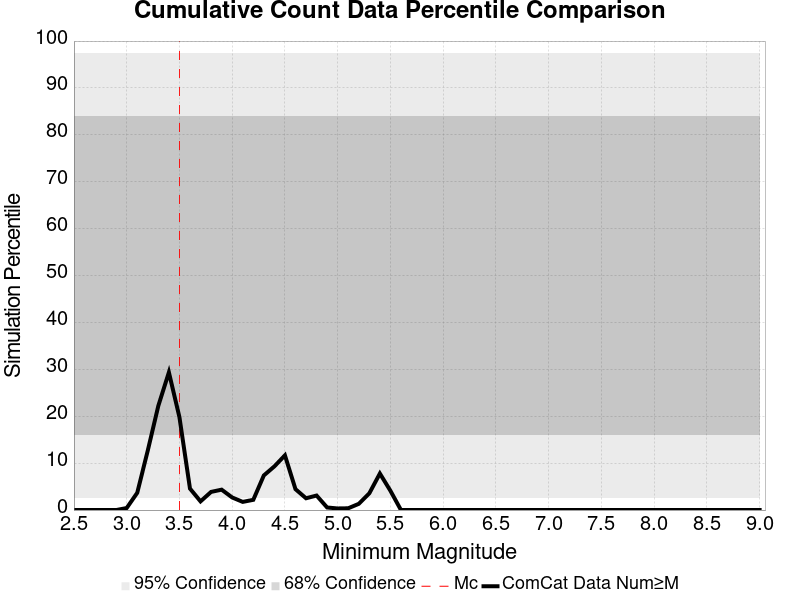 Cumulative Count Data Percentile Comparison
100
90
80
70
60
50
40
30
20
10
0
Simulation Percentile
2.5 3.0 3.5 4.0 4.5 5.0 5.5 6.0 6.5 7.0 7.5 8.0 8.5 9.0
Minimum Magnitude
95% Confidence 68% Confidence Mc ComCat Data Num≥M